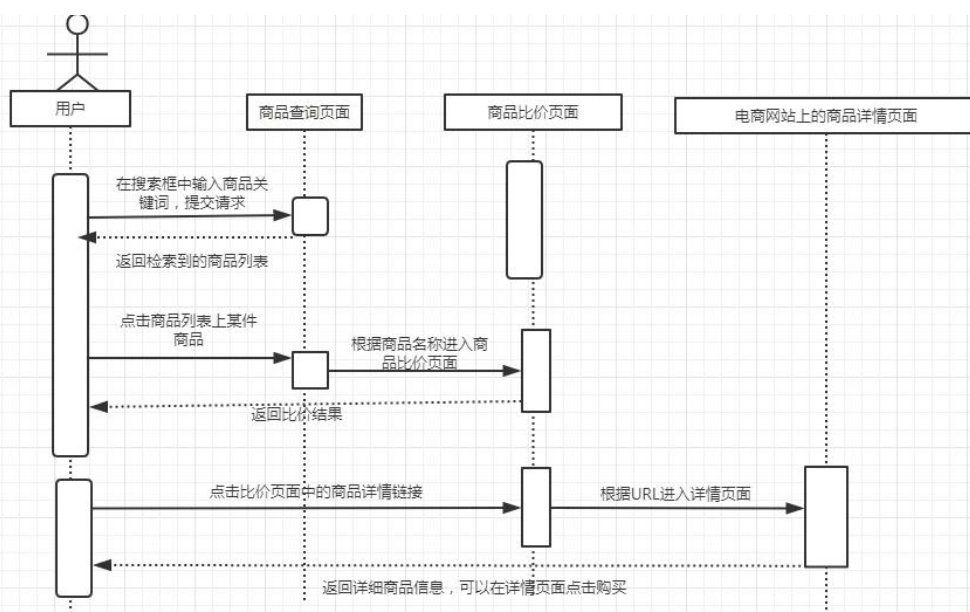 用户
商品查询页面
商品比价页面
电商网站上的商品详情页面
在搜索框中输入商品关
键词，提交请求
返回检索到的商品列表
点击商品列表上某件
商品
根据商品名称进入商
品比价页面
返回比价结果
点击比价页面中的商品详情链接
根据URL进入详情页面
返回详细商品信息，可以在详情页面点击购买